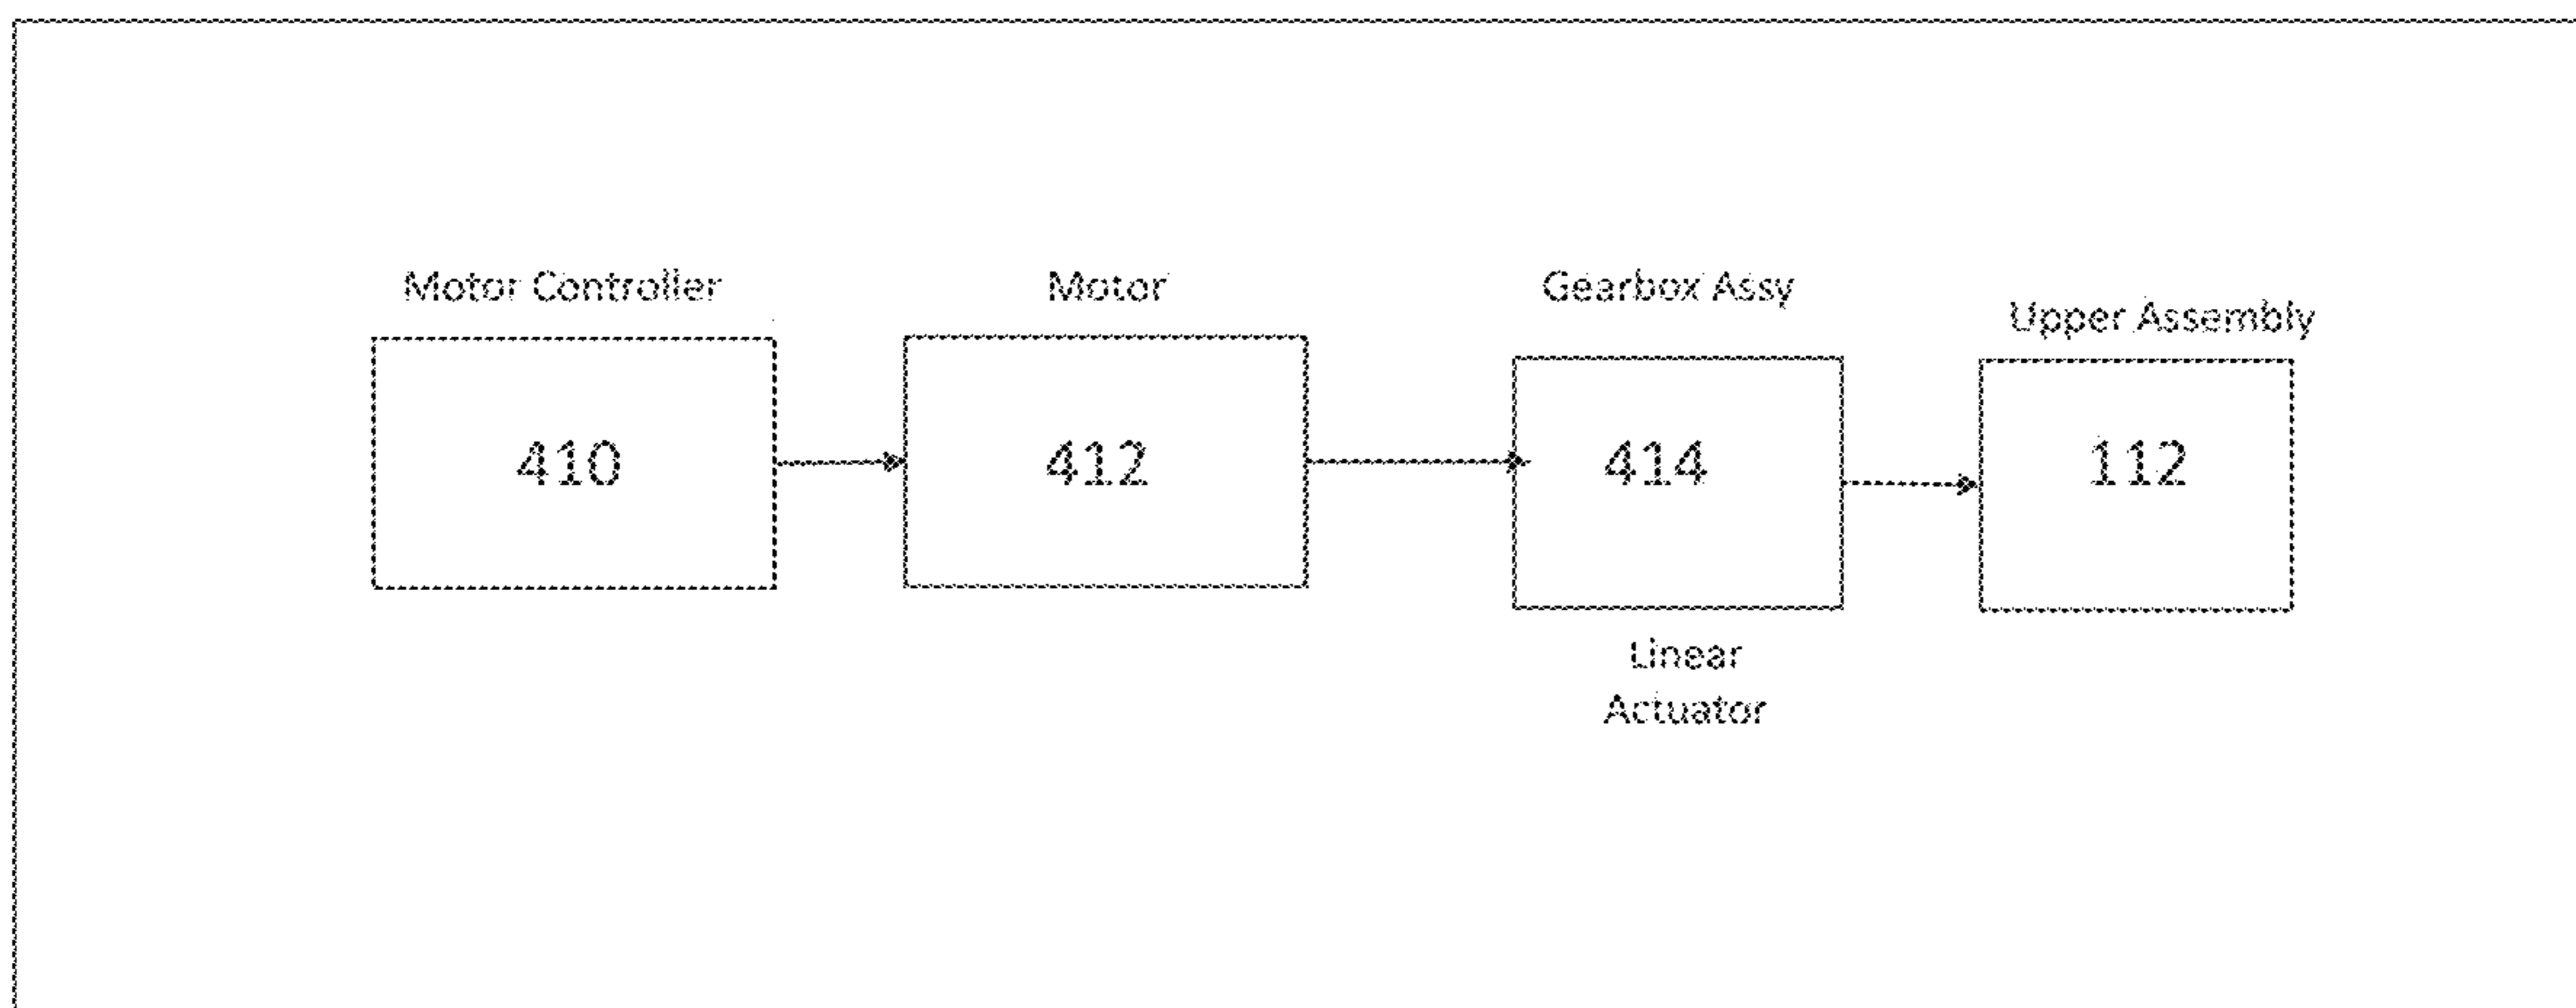 Motor Controller
Motor
Gearbox Assy
Upper Assembly
410
412
414
112
Linear
Actuator